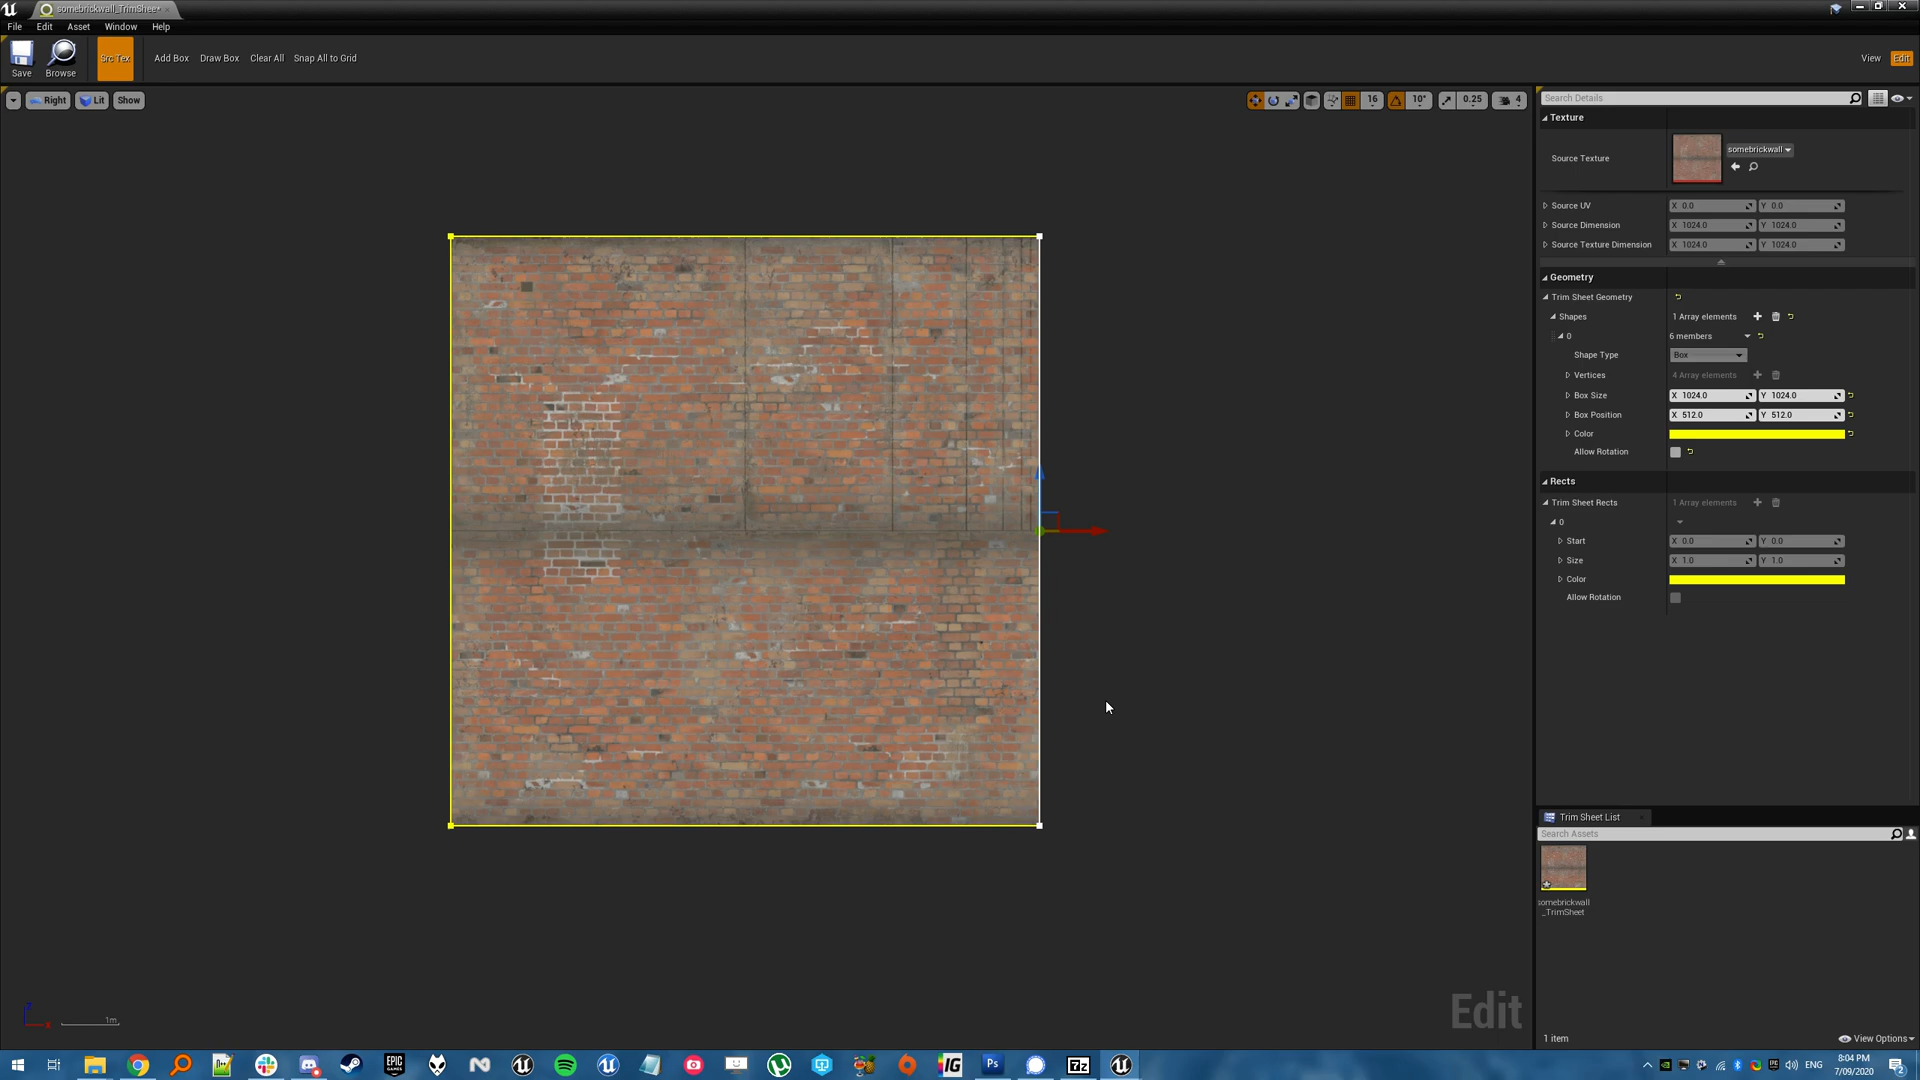 somebrickwall_TrimShee*
File Edit Asset Window Help
Save Browse Src Tex Add Box Draw Box Clear All Snap All to Grid View Edit
Right Lit Show 16 10° 0.25 4
Search Details
Texture
Source Texture somebrickwall
Source UV X 0.0 Y 0.0
Source Dimension X 1024.0 Y 1024.0
Source Texture Dimension X 1024.0 Y 1024.0
Geometry
Trim Sheet Geometry
Shapes 1 Array elements
0 6 members
Shape Type Box
Vertices 4 Array elements
Box Size X 1024.0 Y 1024.0
Box Position X 512.0 Y 512.0
Color
Allow Rotation
Rects
Trim Sheet Rects 1 Array elements
0
Start X 0.0 Y 0.0
Size X 1.0 Y 1.0
Color
Allow Rotation
Trim Sheet List
Search Assets
somebrickwall
_TrimSheet
Edit
Z
X
1m
1 item View Options
EPIC GAMES
IG
Ps
7z
ENG
8:04 PM
7/09/2020
2